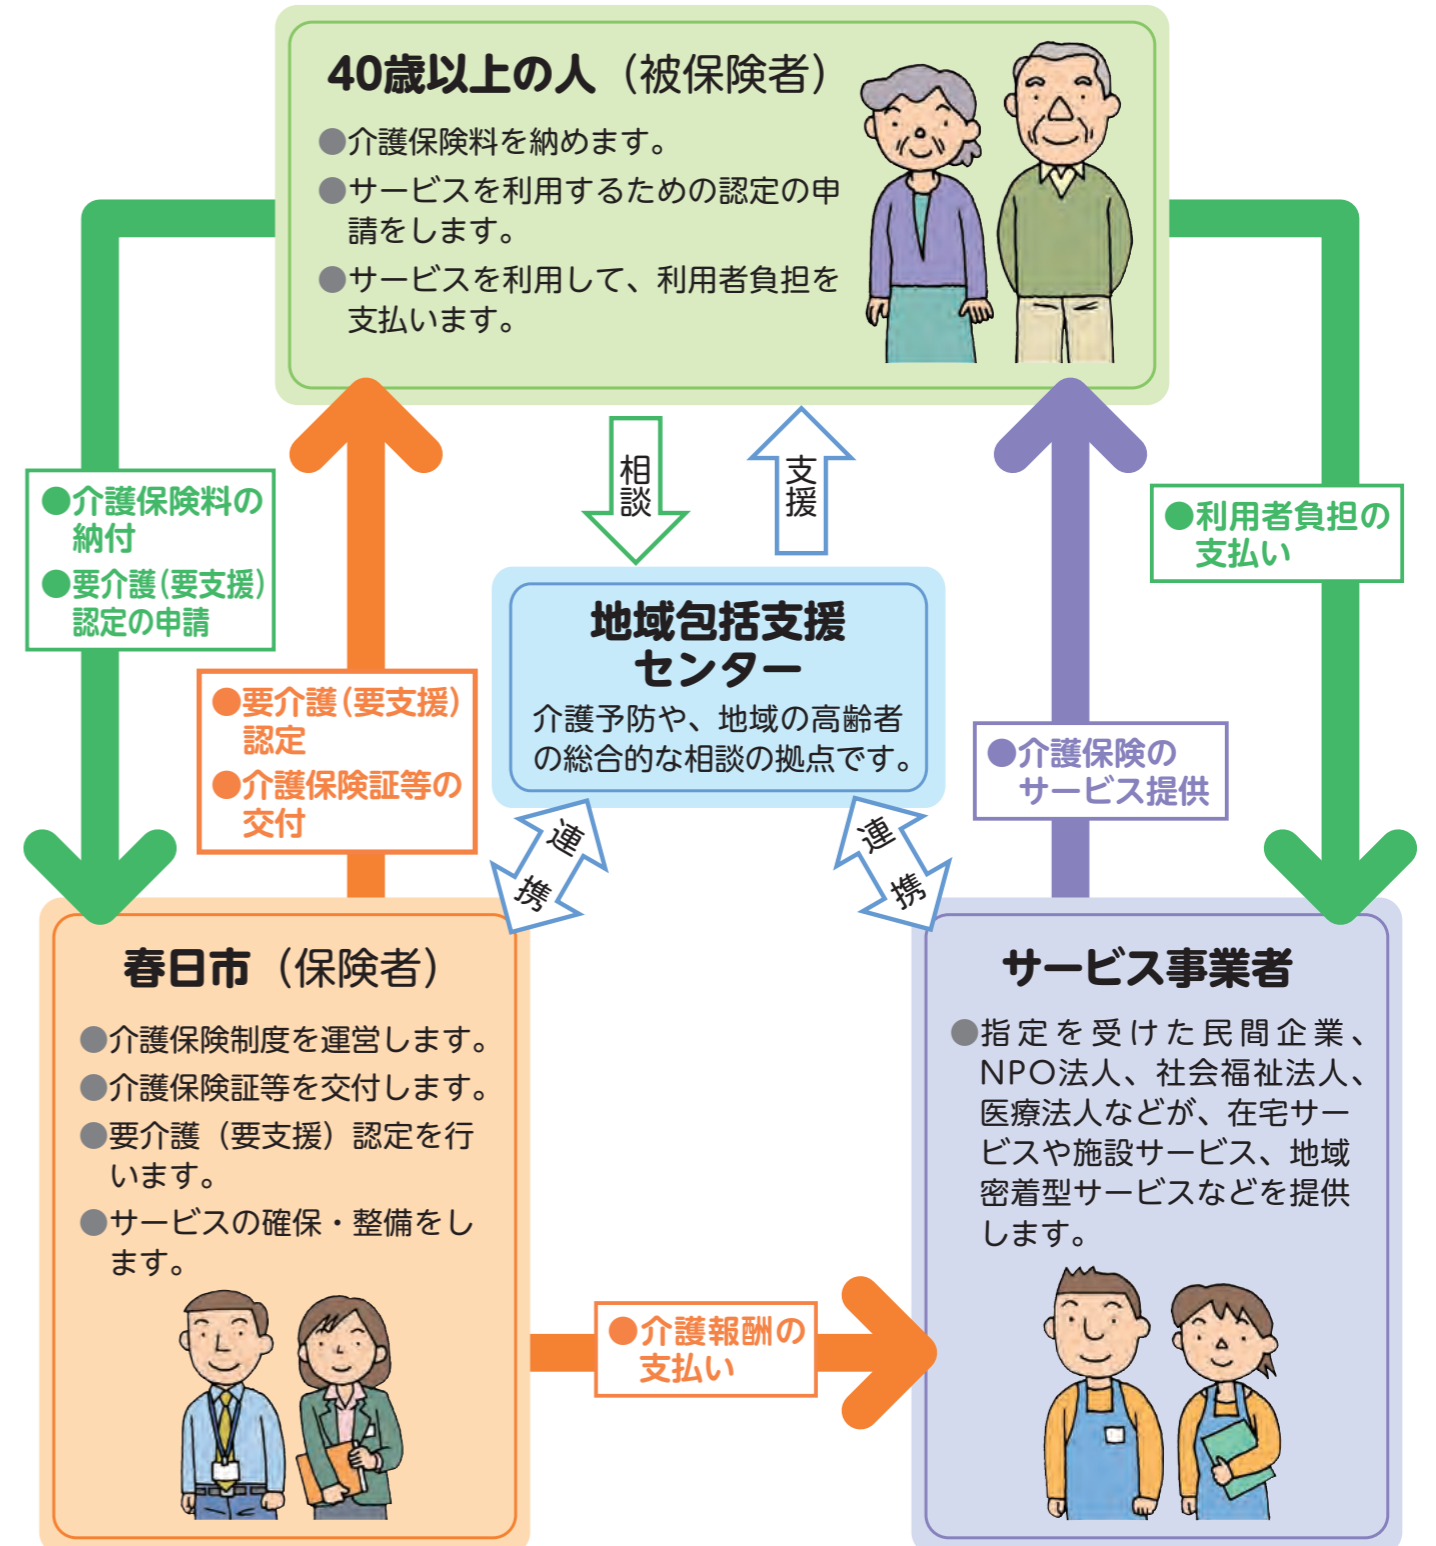 40歳以上の人（被保険者）
●介護保険料を納めます。
●サービスを利用するための認定の申
請をします。
●サービスを利用して、利用者負担を
支払います。
相談
支援
●介護保険料の
納付
●要介護（要支援）
認定の申請
●利用者負担の
支払い
地域包括支援
センター
介護予防や、地域の高齢者
の総合的な相談の拠点です。
●要介護（要支援）
認定
●介護保険証等の
交付
●介護保険の
サービス提供
連携
連携
春日市（保険者）
●介護保険制度を運営します。
●介護保険証等を交付します。
●要介護（要支援）認定を行
います。
●サービスの確保・整備をし
ます。
サービス事業者
●指定を受けた民間企業、
NPO法人、社会福祉法人、
医療法人などが、在宅サー
ビスや施設サービス、地域
密着型サービスなどを提供
します。
●介護報酬の
支払い